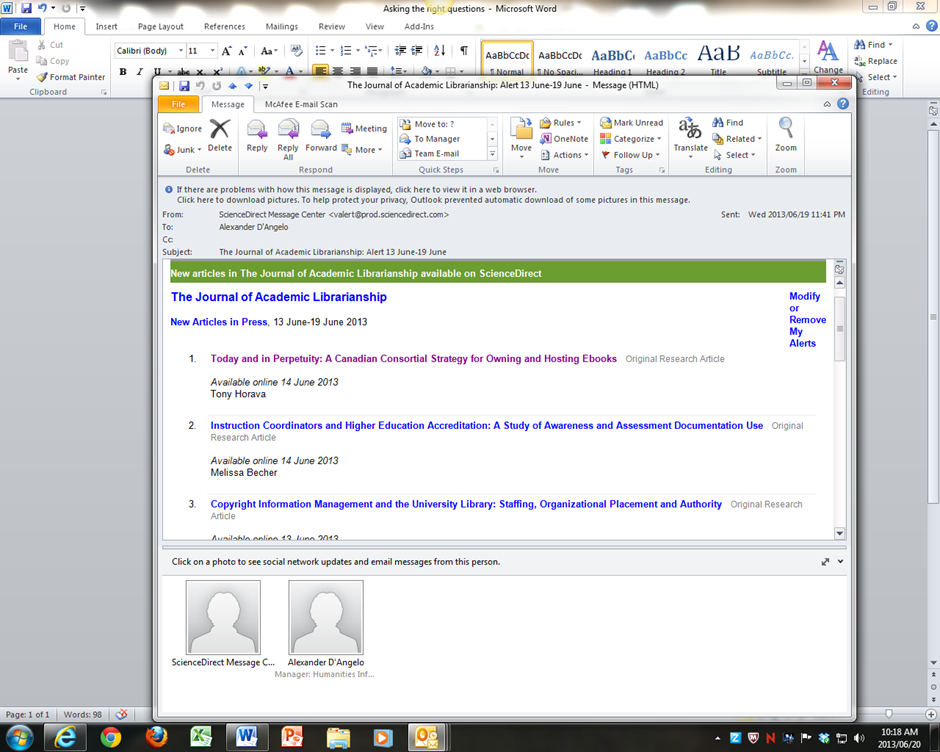 Asking the right questions - Microsoft Word
File Home Insert Page Layout References Mailings Review View Add-Ins
Paste
Cut
Copy
Format Painter
Clipboard
Calibri (Body) 11
AaBbCcDc AaBbCcDc AaBbC AaBbCc AaB AaBbCc.
¶ Normal ¶ No Spaci... Heading 1 Heading 2 Title Subtitle
Change
Find
Replace
Select
Editing
The Journal of Academic Librarianship: Alert 13 June-19 June - Message (HTML)
File Message McAfee E-mail Scan
Ignore
Junk
Delete
Delete
Reply
Reply All
Forward
Meeting
More
Respond
Move to: ?
To Manager
Team E-mail
Quick Steps
Move
Rules
OneNote
Actions
Move
Mark Unread
Categorize
Follow Up
Tags
Translate
Find
Related
Select
Editing
Zoom
Zoom
If there are problems with how this message is displayed, click here to view it in a web browser.
Click here to download pictures. To help protect your privacy, Outlook prevented automatic download of some pictures in this message.
From: ScienceDirect Message Center <valert@prod.sciencedirect.com> Sent: Wed 2013/06/19 11:41 PM
To: Alexander D'Angelo
Cc:
Subject: The Journal of Academic Librarianship: Alert 13 June-19 June
New articles in The Journal of Academic Librarianship available on ScienceDirect
The Journal of Academic Librarianship
Modify
or
Remove
My
Alerts
New Articles in Press, 13 June-19 June 2013
1. Today and in Perpetuity: A Canadian Consortial Strategy for Owning and Hosting Ebooks Original Research Article
Available online 14 June 2013
Tony Horava
2. Instruction Coordinators and Higher Education Accreditation: A Study of Awareness and Assessment Documentation Use Original
Research Article
Available online 14 June 2013
Melissa Becher
3. Copyright Information Management and the University Library: Staffing, Organizational Placement and Authority Original Research
Article
Available online 13 June 2013
Click on a photo to see social network updates and email messages from this person.
ScienceDirect Message C... Alexander D'Angelo
Manager: Humanities Inf...
Page: 1 of 1 Words: 98
10:18 AM
2013/06/20